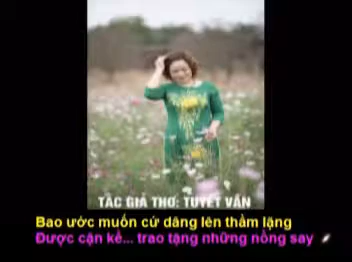 TÁC GIẢ THƠ: TUYẾT VÂN
Bao ước muốn cứ dâng lên thầm lặng
Được cận kề... trao tặng những nồng say